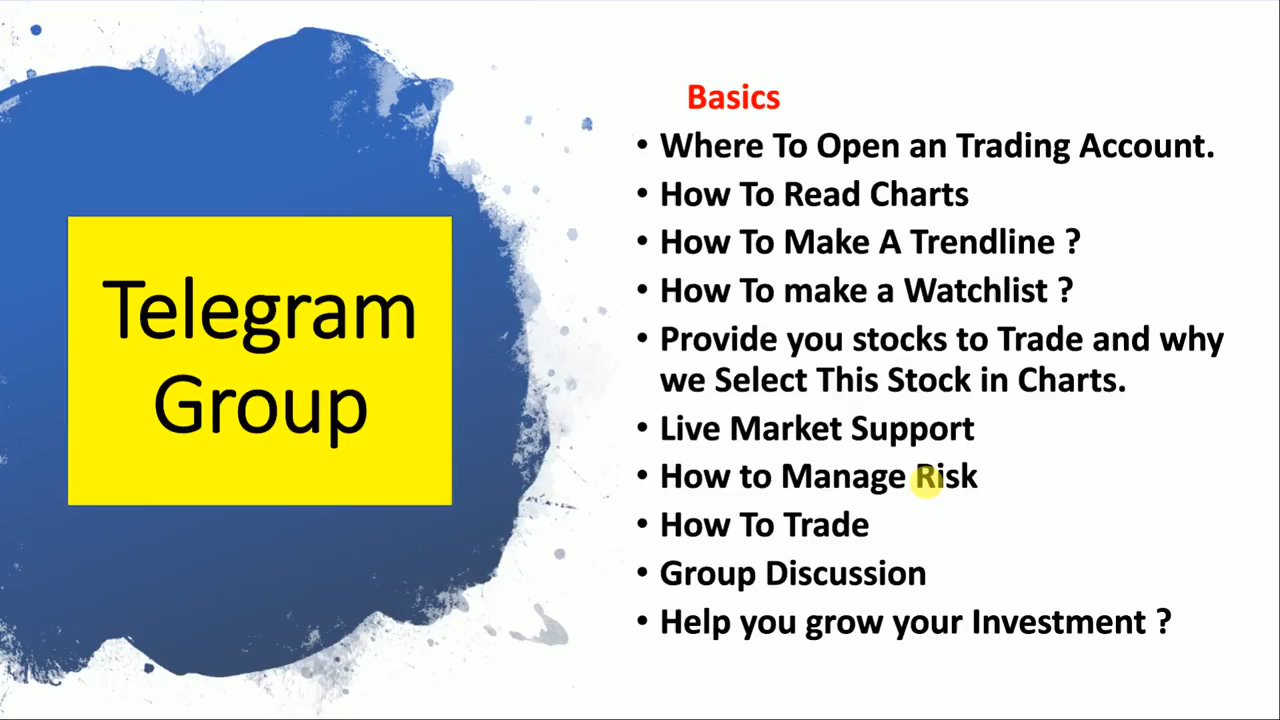 Telegram
Group
Basics
• Where To Open an Trading Account.
• How To Read Charts
• How To Make A Trendline ?
• How To make a Watchlist ?
• Provide you stocks to Trade and why
we Select This Stock in Charts.
• Live Market Support
• How to Manage Risk
• How To Trade
• Group Discussion
• Help you grow your Investment ?